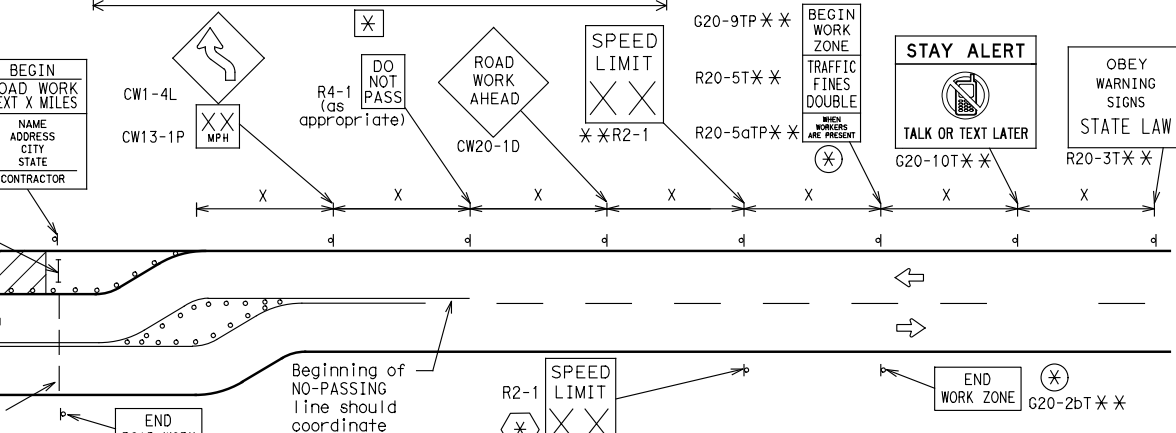 BEGIN
ROAD WORK
NEXT X MILES
NAME
ADDRESS
CITY
STATE
CONTRACTOR
CW1-4L
CW13-1P
XX
MPH
*
R4-1
(as
appropriate)
DO
NOT
PASS
ROAD
WORK
AHEAD
CW20-1D
SPEED
LIMIT
XX
**R2-1
G20-9TP**
R20-5T**
R20-5aTP**
BEGIN
WORK
ZONE
TRAFFIC
FINES
DOUBLE
WHEN
WORKERS
ARE PRESENT
*
STAY ALERT
TALK OR TEXT LATER
G20-10T**
OBEY
WARNING
SIGNS
STATE LAW
R20-3T**
X X X X X X X
Beginning of
NO-PASSING
line should
coordinate
R2-1
*
SPEED
LIMIT
XX
END
WORK ZONE
*
G20-2bT**
END
ROAD WORK